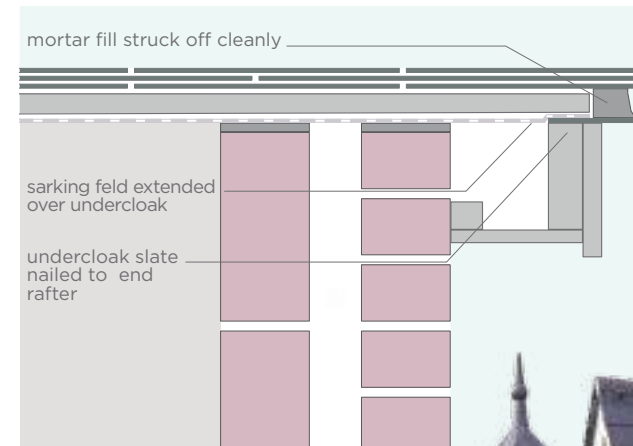 mortar fill struck off cleanly
sarking feld extended
over undercloak
undercloak slate
nailed to end
rafter